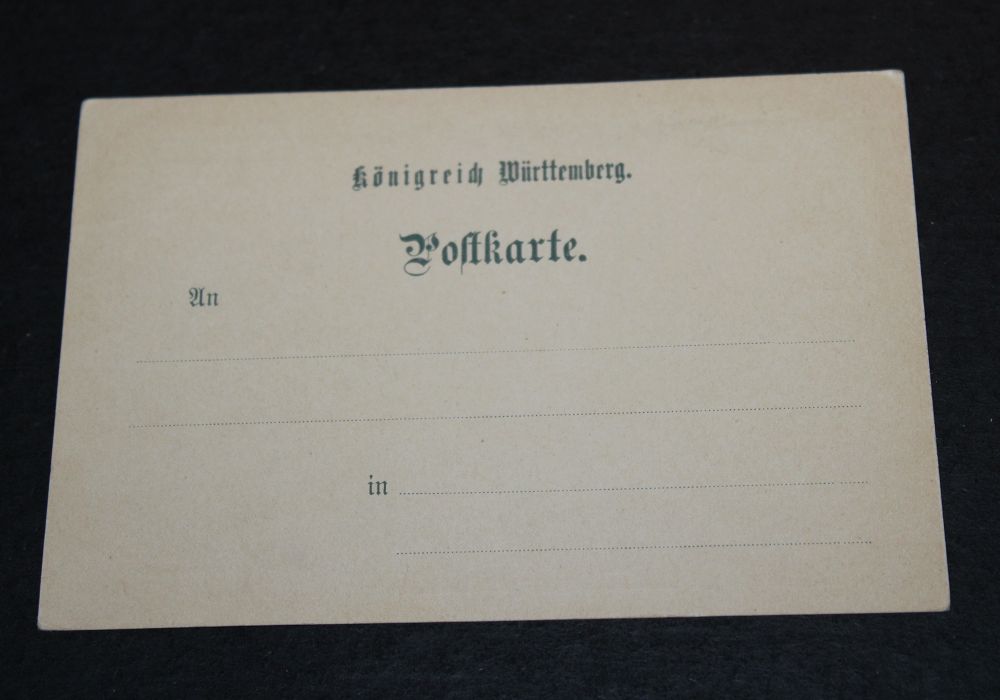 Königreich Württemberg.
Postkarte.
An
in